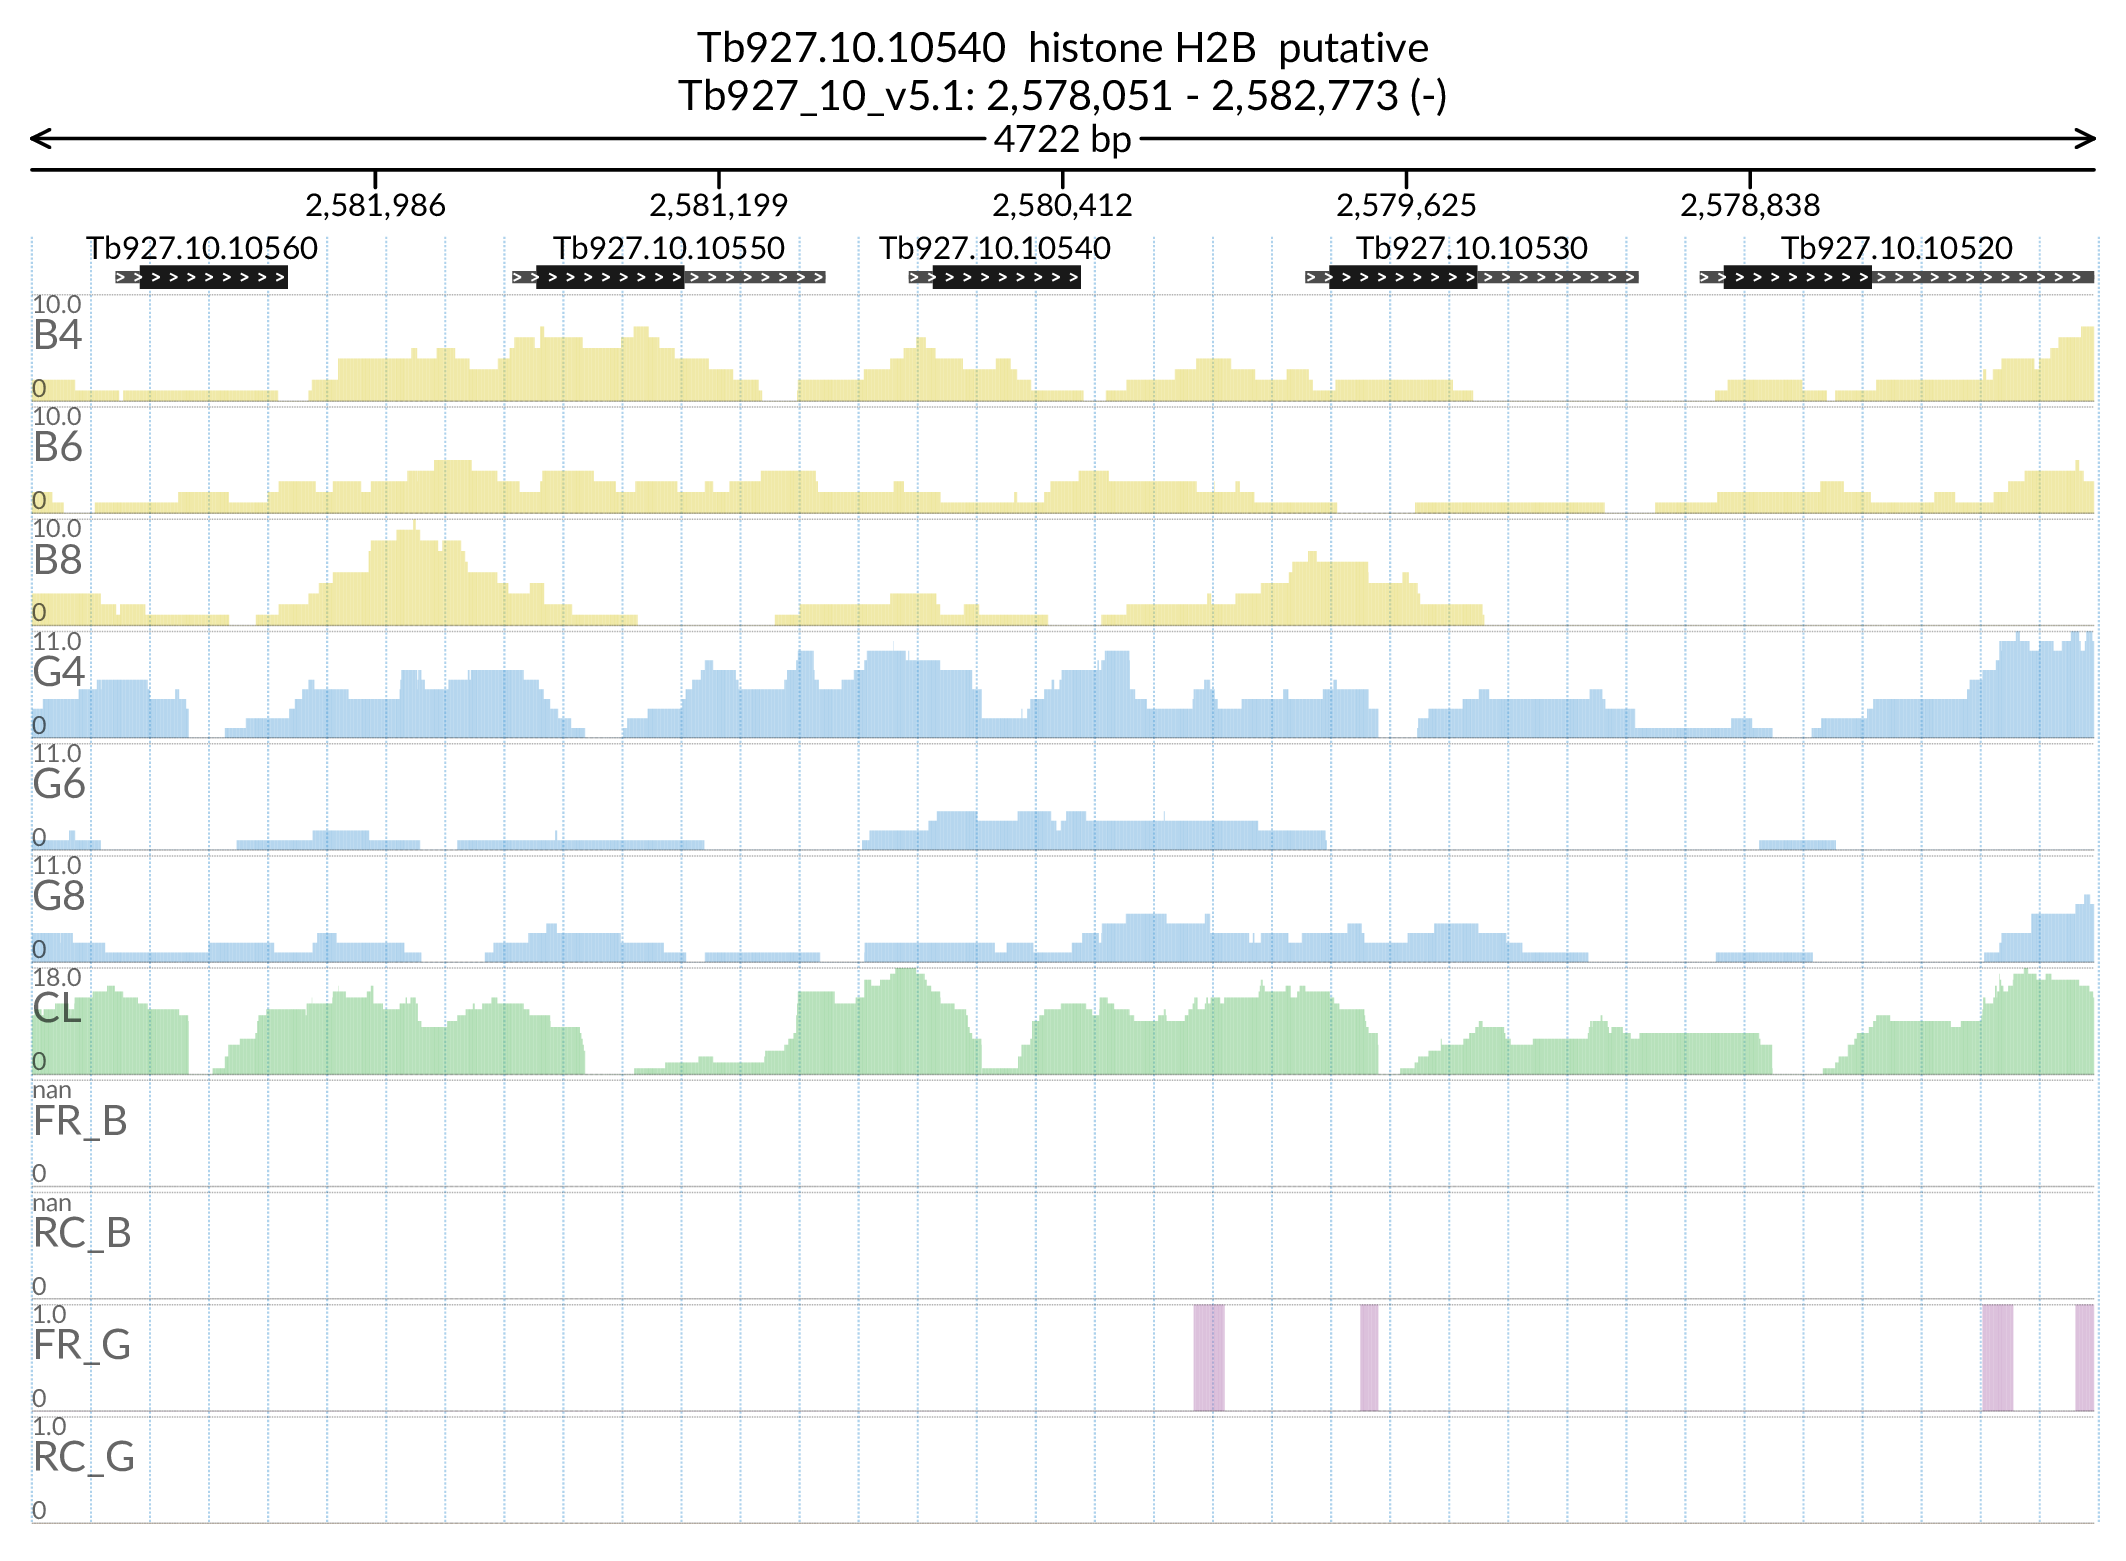 Tb927.10.10540 histone H2B putative
Tb927_10_v5.1: 2,578,051 - 2,582,773 (-)
4722 bp
2,581,986 2,581,199 2,580,412 2,579,625 2,578,838
Tb927.10.10560 Tb927.10.10550 Tb927.10.10540 Tb927.10.10530 Tb927.10.10520
10.0
B4
0
10.0
B6
0
10.0
B8
0
11.0
G4
0
11.0
G6
0
11.0
G8
0
18.0
CL
0
nan
FR_B
0
nan
RC_B
0
1.0
FR_G
0
1.0
RC_G
0